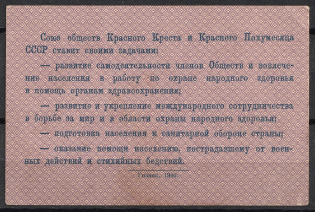 Союз обществ Красного Креста и Красного Полумесяца
СССР ставит своими задачами:
— развитие самодеятельности членов Обществ и вовлече-
ние населения в работу по охране народного здоровья
в помощь органам здравоохранения;
— развитие и укрепление международного сотрудничества
в борьбе за мир и в области охраны народного здоровья;
— подготовка населения к санитарной обороне страны;
— оказание помощи населению, пострадавшему от воен-
ных действий и стихийных бедствий.